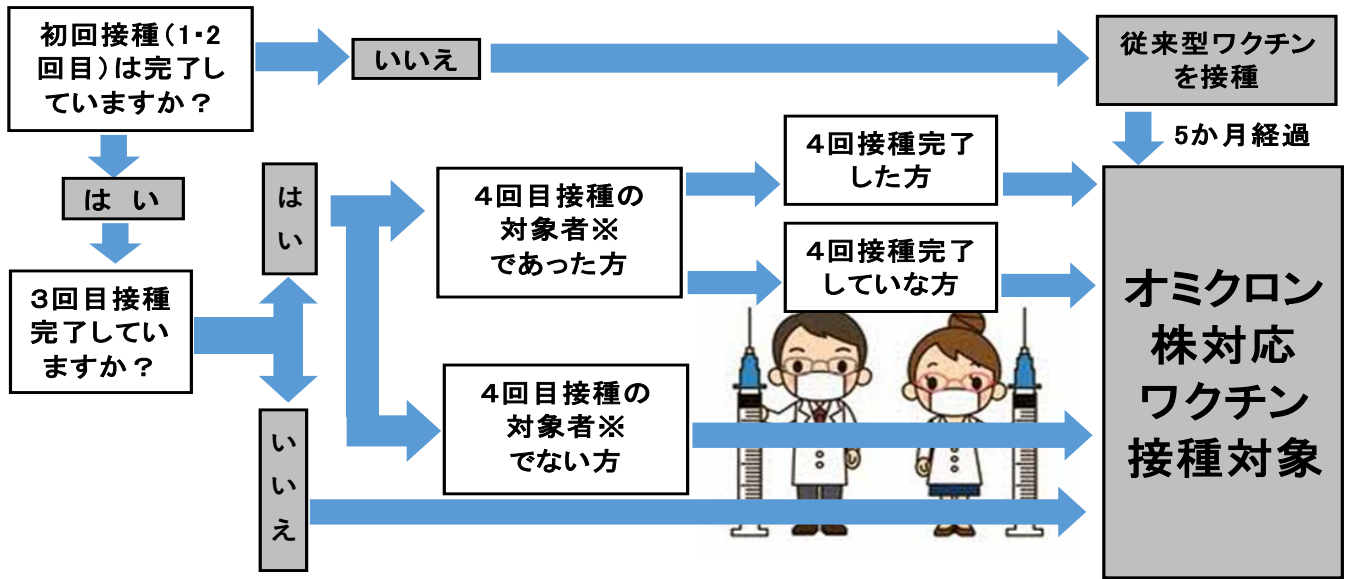 初回接種（1・2
回目）は完了し
ていますか？
いいえ
従来型ワクチン
を接種
5か月経過
はい
はい
３回目接種
完了してい
ますか？
いいえ
４回目接種の
対象者※
であった方
４回接種完了
した方
４回接種完了
していな方
４回目接種の
対象者※
でない方
オミクロン
株対応
ワクチン
接種対象